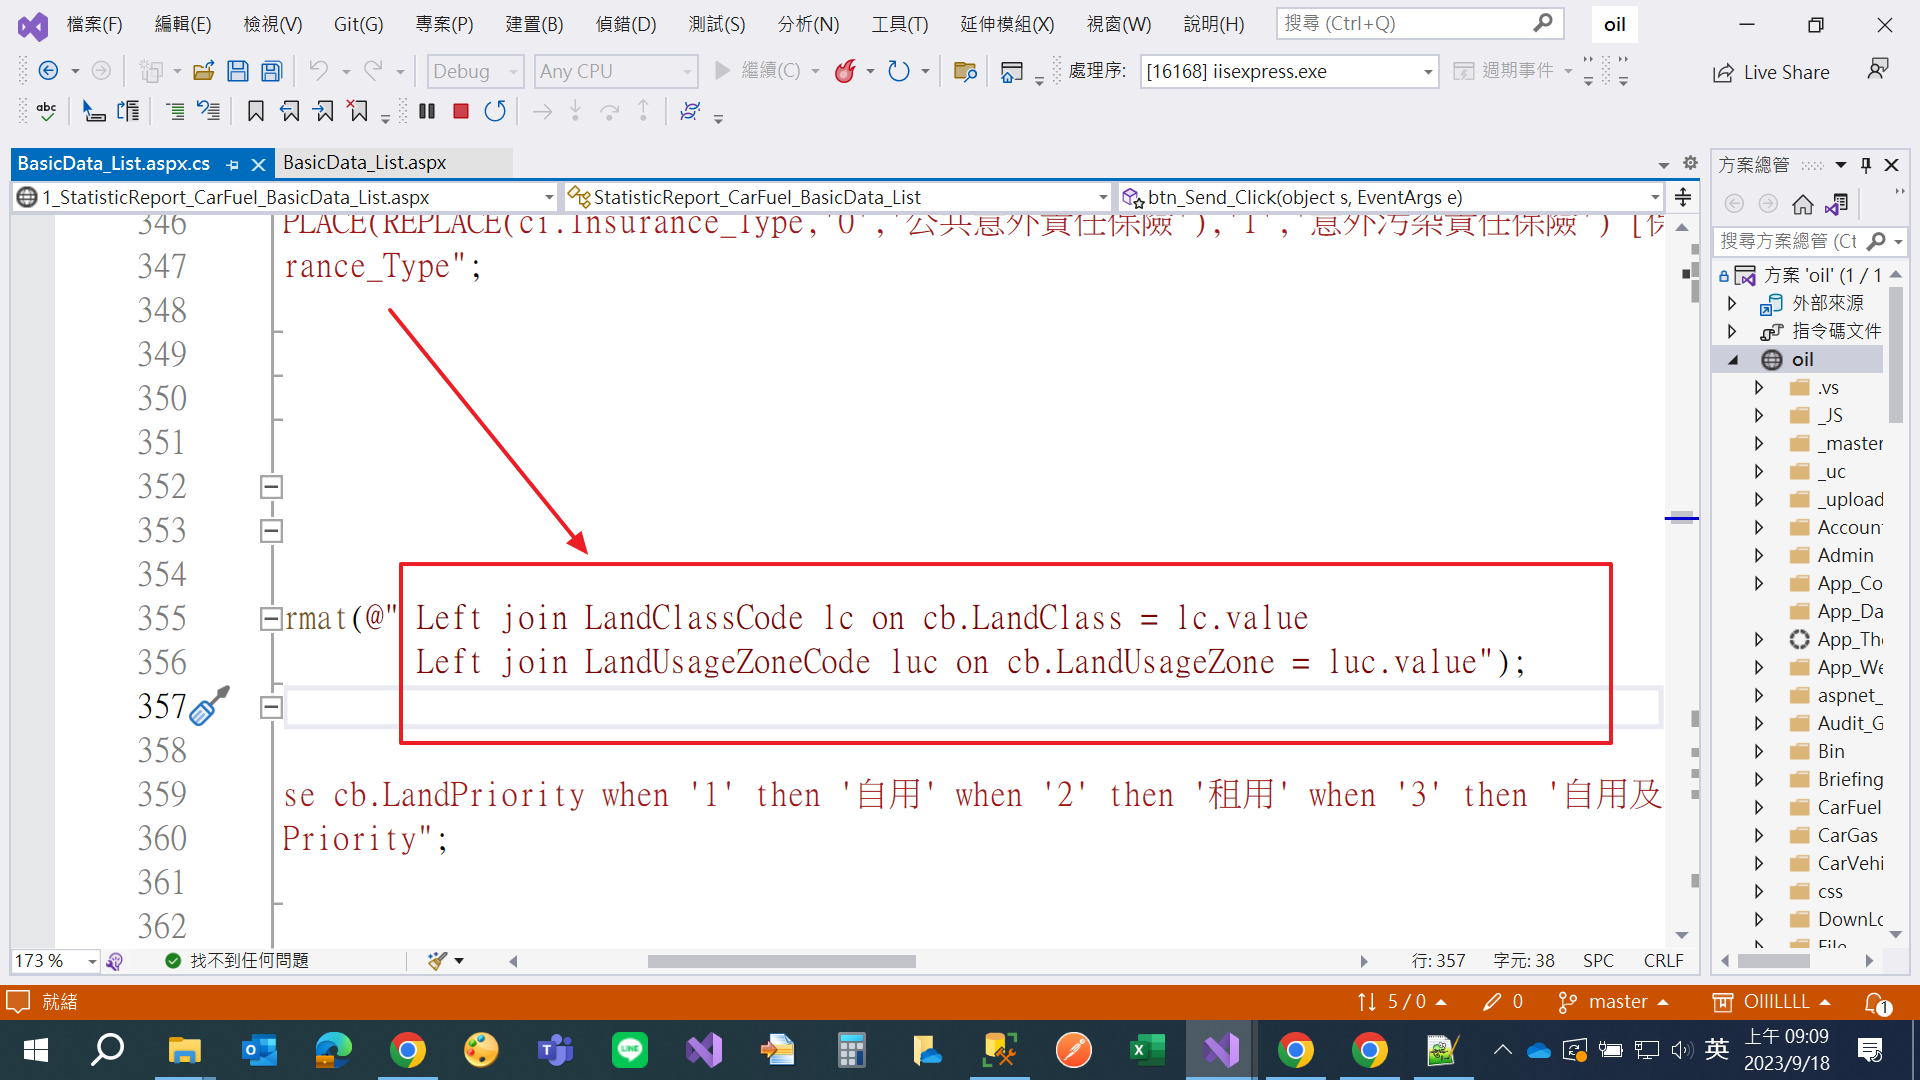 檔案(F) 編輯(E) 檢視(V) Git(G) 專案(P) 建置(B) 偵錯(D) 測試(S) 分析(N) 工具(T) 延伸模組(X) 視窗(W) 說明(H) 搜尋 (Ctrl+Q) oil
Debug Any CPU 繼續(C) 處理序: [16168] iisexpress.exe 週期事件 Live Share
abc
BasicData_List.aspx.cs BasicData_List.aspx
1_StatisticReport_CarFuel_BasicData_List.aspx StatisticReport_CarFuel_BasicData_List btn_Send_Click(object s, EventArgs e)
346 PLACE(REPLACE(ci.Insurance_Type,'0','公共意外責任保險'),'1','意外污染責任保險') [保
347 rance_Type";
348
349
350
351
352
353
354
355 rmat(@" Left join LandClassCode lc on cb.LandClass = lc.value
356 Left join LandUsageZoneCode luc on cb.LandUsageZone = luc.value");
357
358
359 se cb.LandPriority when '1' then '自用' when '2' then '租用' when '3' then '自用及
360 Priority";
361
362
173 % 找不到任何問題 行: 357 字元: 38 SPC CRLF
方案總管
搜尋方案總管 (Ct
方案 'oil' (1 / 1
外部來源
指令碼文件
oil
.vs
_JS
_master
_uc
_upload
Accoun
Admin
App_Co
App_Da
App_Th
App_We
aspnet_
Audit_G
Bin
Briefing
CarFuel
CarGas
CarVehi
css
DownLo
File
就緒 5 / 0 0 master OIIILLLL 1
英 上午 09:09
2023/9/18